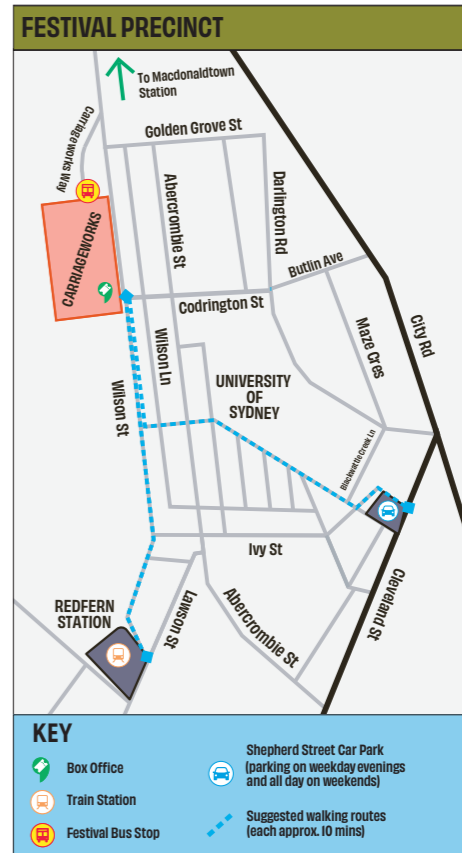 FESTIVAL PRECINCT
To Macdonaldtown
Station
Carriageworks Way
Golden Grove St
Abercrombie St
Darlington Rd
CARRIAGEWORKS
Butlin Ave
Codrington St
City Rd
Maze Cres
Wilson Ln
Wilson St
UNIVERSITY
OF
SYDNEY
Blackwattle Creek Ln
Ivy St
Cleveland St
Lawson St
Abercrombie St
REDFERN
STATION
KEY
Box Office
Train Station
Festival Bus Stop
Shepherd Street Car Park
(parking on weekday evenings
and all day on weekends)
Suggested walking routes
(each approx. 10 mins)